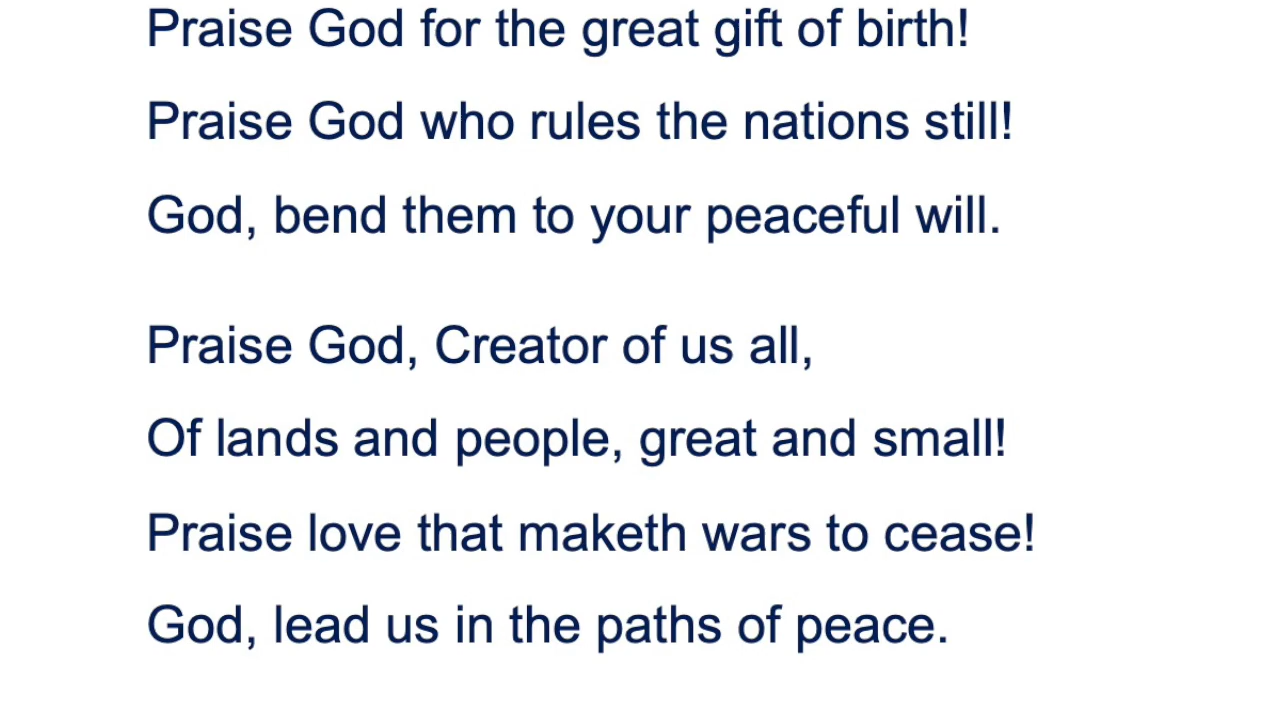 Praise God for the great gift of birth!
Praise God who rules the nations still!
God, bend them to your peaceful will.
Praise God, Creator of us all,
Of lands and people, great and small!
Praise love that maketh wars to cease!
God, lead us in the paths of peace.